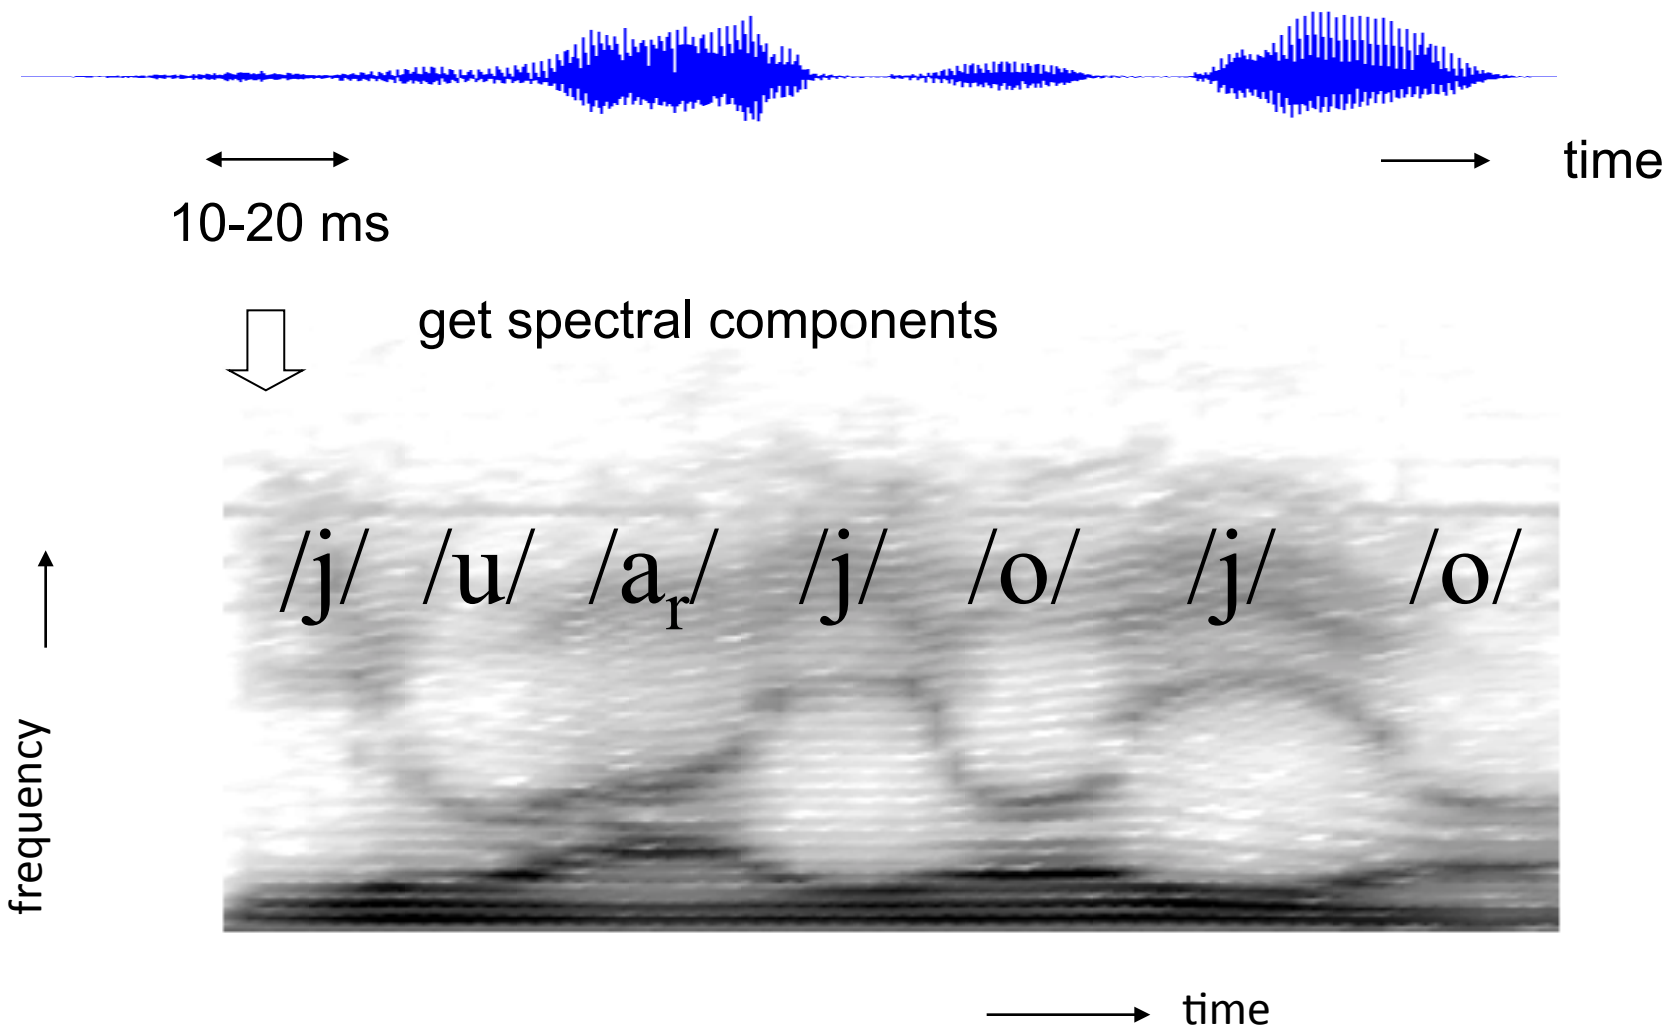 time
10-20 ms
get spectral components
/j/ /u/ /aᵣ/ /j/ /o/ /j/ /o/
frequency
time